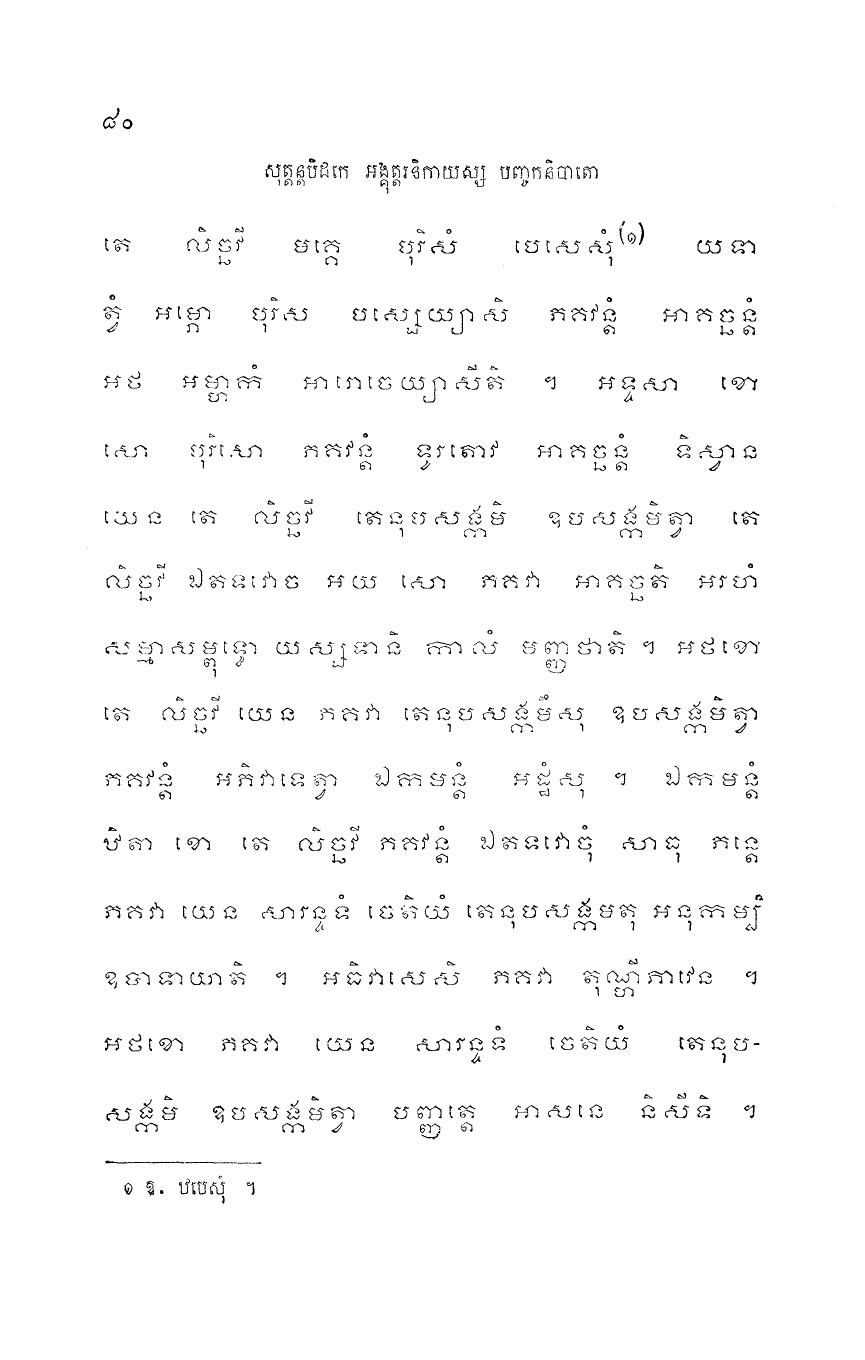 ៨០
សុត្តន្តបិដកេ អង្គុត្តរនិកាយស្ស បញ្ចកនិបាតោ
តេ លិច្ឆវី មគ្គេ បុរិសំ បេសេសុំ(១) យទា
ត្វំ អម្ភោ បុរិស បស្សេយ្យាសិ ភគវន្តំ អាគច្ឆន្តំ
អថ អម្ហាកំ អារោចេយ្យាសីតិ ។ អទ្ទសា ខោ
សោ បុរិសោ ភគវន្តំ ទូរតោវ អាគច្ឆន្តំ ទិស្វាន
យេន តេ លិច្ឆវី តេនុបសង្កមិ ឧបសង្កមិត្វា តេ
លិច្ឆវី ឯតទវោច អយ សោ ភគវា អាគច្ឆតិ អរហំ
សម្មាសម្ពុទ្ធោ យស្សទានិ កាលំ មញ្ញថាតិ ។ អថខោ
តេ លិច្ឆវី យេន ភគវា តេនុបសង្កមឹសុ ឧបសង្កមិត្វា
ភគវន្តំ អភិវាទេត្វា ឯកមន្តំ អដ្ឋំសុ ។ ឯកមន្តំ
ឋិតា ខោ តេ លិច្ឆវី ភគវន្តំ ឯតទវោចុំ សាធុ ភន្តេ
ភគវា យេន សារន្ទទំ ចេតិយំ តេនុបសង្កមតុ អនុកម្បំ
ឧបាទាយាតិ ។ អធិវាសេសិ ភគវា តុណ្ហីភាវេន ។
អថខោ ភគវា យេន សារន្ទទំ ចេតិយំ តេនុប-
សង្កមិ ឧបសង្កមិត្វា បញ្ញត្តេ អាសនេ និសីទិ ។
១ ឱ. ឋបេសុំ ។